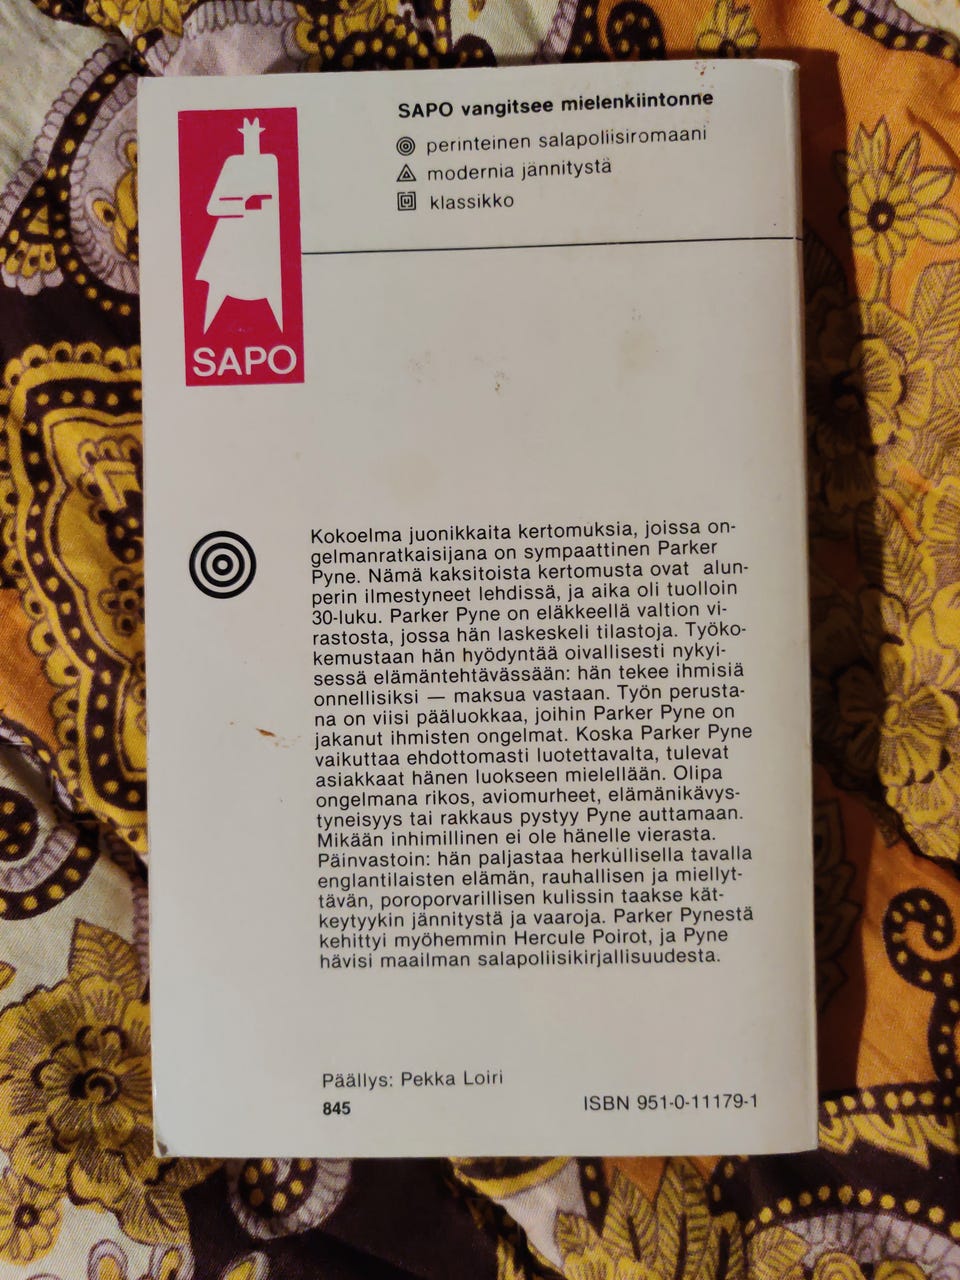 SAPO vangitsee mielenkiintonne
perinteinen salapoliisiromaani
modernia jännitystä
klassikko
SAPO
Kokoelma juonikkaita kertomuksia, joissa on-
gelmanratkaisijana on sympaattinen Parker
Pyne. Nämä kaksitoista kertomusta ovat alun-
perin ilmestyneet lehdissä, ja aika oli tuolloin
30-luku. Parker Pyne on eläkkeellä valtion vi-
rastosta, jossa hän laskeskeli tilastoja. Työko-
kemustaan hän hyödyntää oivallisesti nykyi-
sessä elämäntehtävässään: hän tekee ihmisiä
onnellisiksi — maksua vastaan. Työn perusta-
na on viisi pääluokkaa, joihin Parker Pyne on
jakanut ihmisten ongelmat. Koska Parker Pyne
vaikuttaa ehdottomasti luotettavalta, tulevat
asiakkaat hänen luokseen mielellään. Olipa
ongelmana rikos, aviomurheet, elämänikävys-
tyneisyys tai rakkaus pystyy Pyne auttamaan.
Mikään inhimillinen ei ole hänelle vierasta.
Päinvastoin: hän paljastaa herkullisella tavalla
englantilaisten elämän, rauhallisen ja miellyt-
tävän, poroporvarillisen kulissin taakse kät-
keytyykin jännitystä ja vaaroja. Parker Pynestä
kehittyi myöhemmin Hercule Poirot, ja Pyne
hävisi maailman salapoliisikirjallisuudesta.
Päällys: Pekka Loiri
845
ISBN 951-0-11179-1